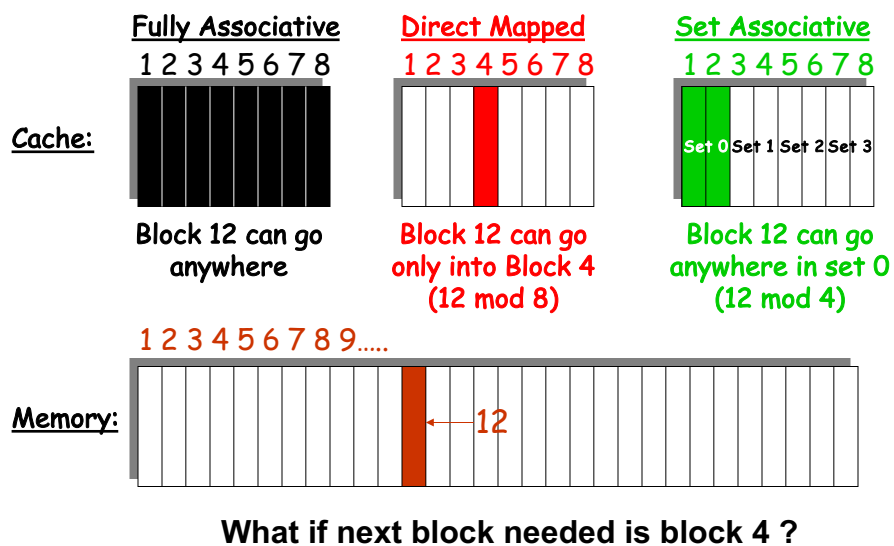 Fully Associative Direct Mapped Set Associative
1 2 3 4 5 6 7 8 1 2 3 4 5 6 7 8 1 2 3 4 5 6 7 8
Cache:
Set 0 Set 1 Set 2 Set 3
Block 12 can go
anywhere
Block 12 can go
only into Block 4
(12 mod 8)
Block 12 can go
anywhere in set 0
(12 mod 4)
1 2 3 4 5 6 7 8 9.....
Memory:
12
What if next block needed is block 4 ?